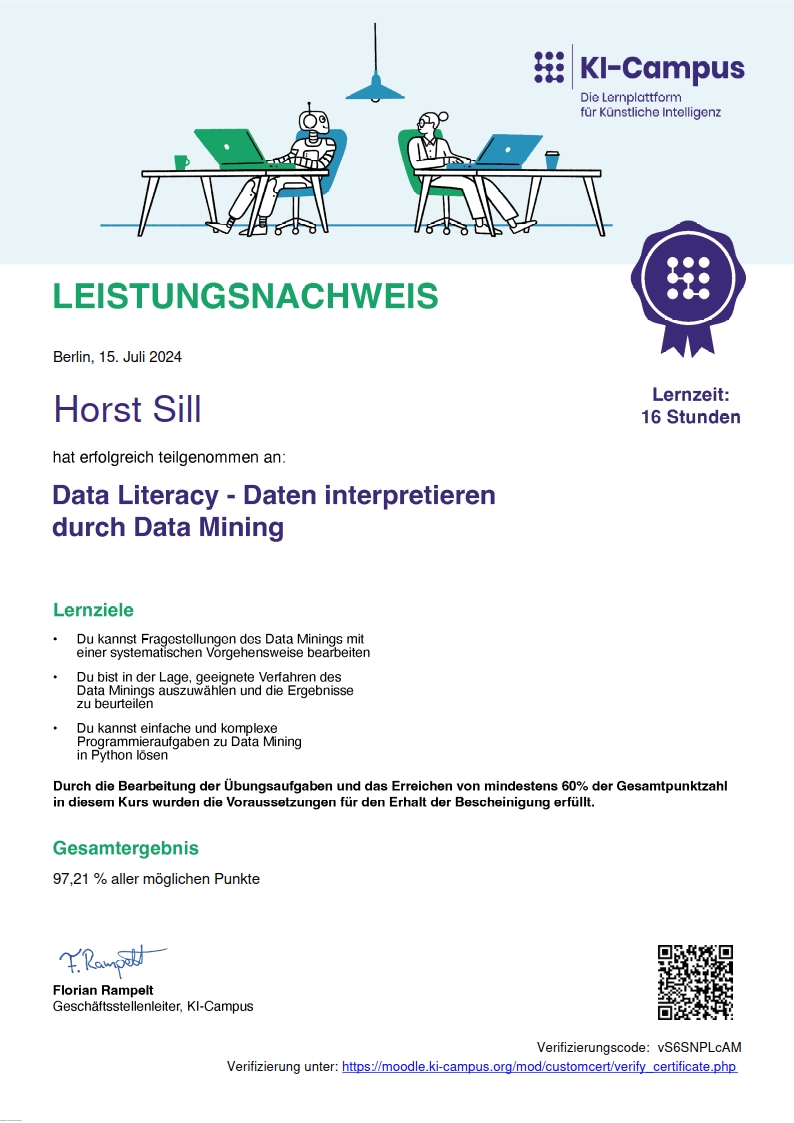 KI-Campus
Die Lernplattform
für Künstliche Intelligenz
LEISTUNGSNACHWEIS
Berlin, 15. Juli 2024
Horst Sill
Lernzeit:
16 Stunden
hat erfolgreich teilgenommen an:
Data Literacy - Daten interpretieren
durch Data Mining
Lernziele
• Du kannst Fragestellungen des Data Minings mit
einer systematischen Vorgehensweise bearbeiten
• Du bist in der Lage, geeignete Verfahren des
Data Minings auszuwählen und die Ergebnisse
zu beurteilen
• Du kannst einfache und komplexe
Programmieraufgaben zu Data Mining
in Python lösen
Durch die Bearbeitung der Übungsaufgaben und das Erreichen von mindestens 60% der Gesamtpunktzahl
in diesem Kurs wurden die Voraussetzungen für den Erhalt der Bescheinigung erfüllt.
Gesamtergebnis
97,21 % aller möglichen Punkte
F. Rampelt
Florian Rampelt
Geschäftsstellenleiter, KI-Campus
Verifizierungscode: vS6SNPLcAM
Verifizierung unter: https://moodle.ki-campus.org/mod/customcert/verify_certificate.php